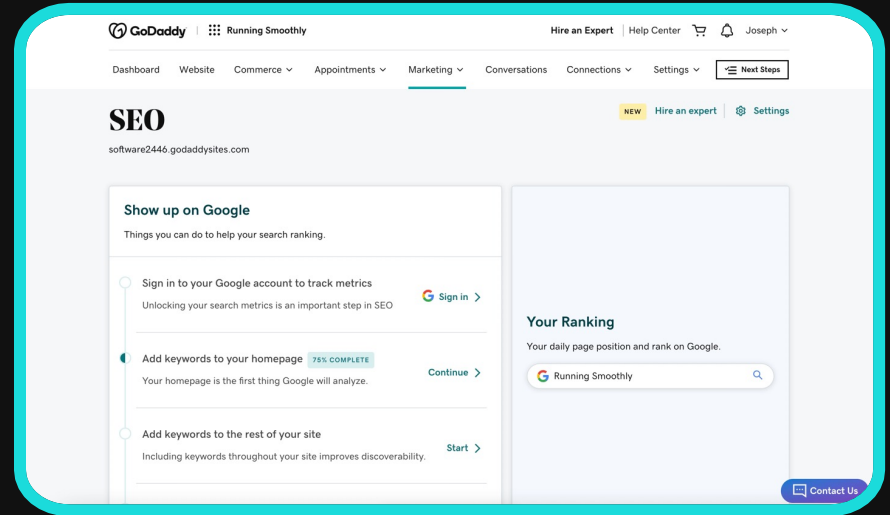 GoDaddy Running Smoothly Hire an Expert Help Center Joseph
Dashboard Website Commerce Appointments Marketing Conversations Connections Settings Next Steps
SEO
NEW Hire an expert Settings
software2446.godaddysites.com
Show up on Google
Things you can do to help your search ranking.
Sign in to your Google account to track metrics
Unlocking your search metrics is an important step in SEO
Sign in
Add keywords to your homepage 75% COMPLETE
Your homepage is the first thing Google will analyze.
Continue
Add keywords to the rest of your site
Including keywords throughout your site improves discoverability.
Start
Your Ranking
Your daily page position and rank on Google.
Running Smoothly
Contact Us